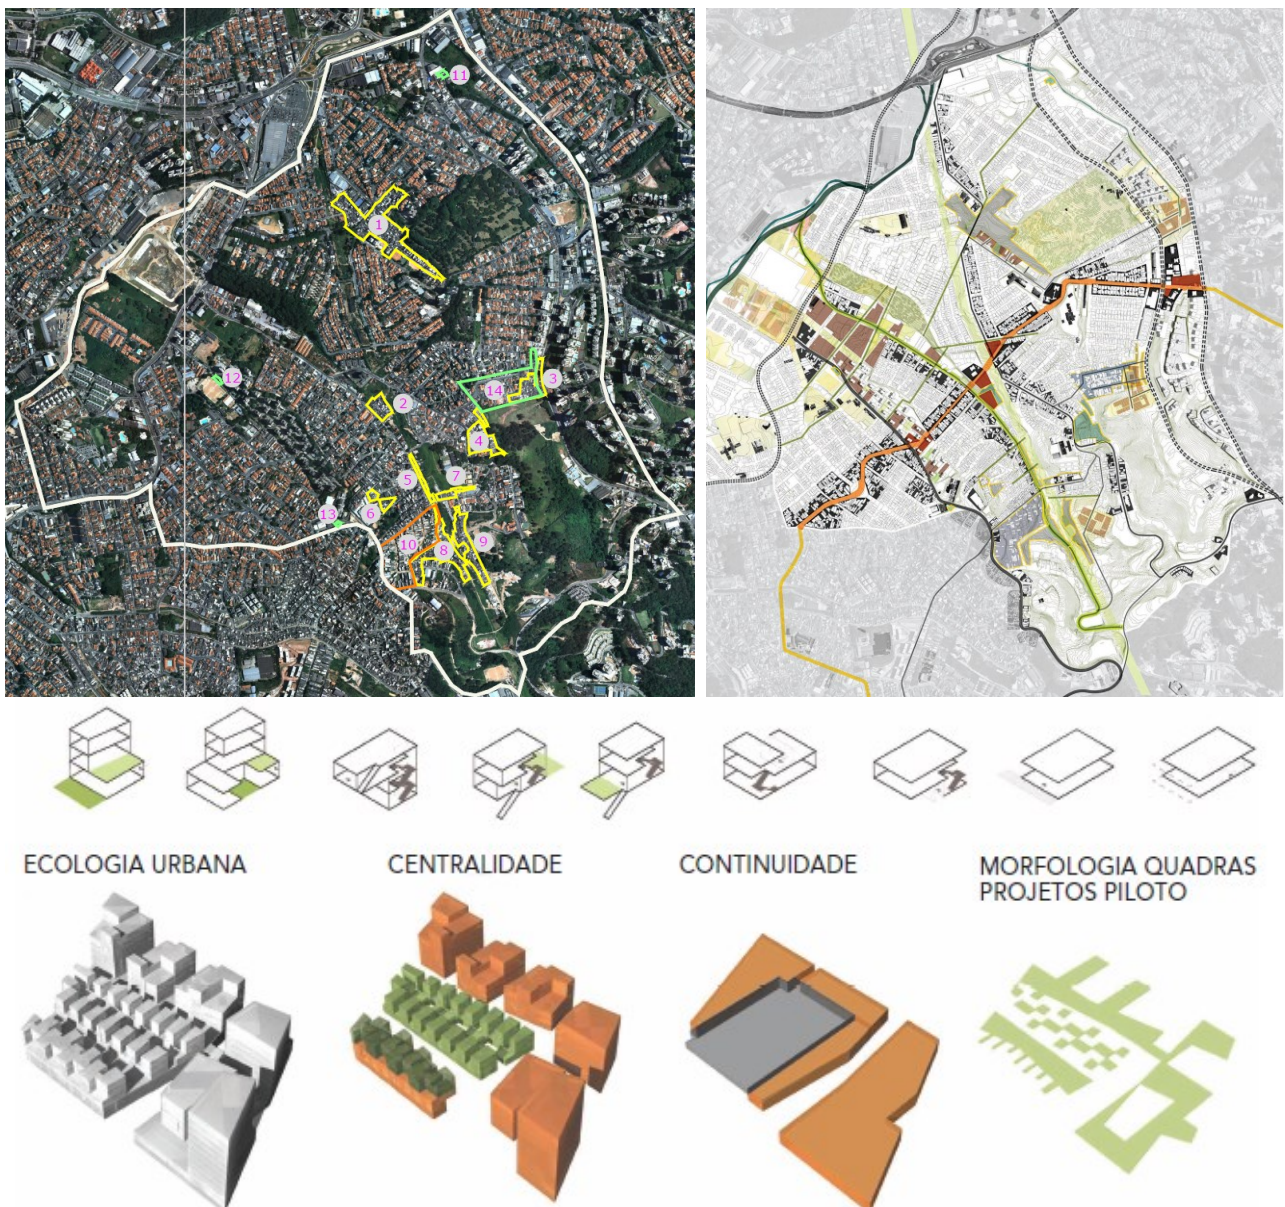 11
1
12
2
14
3
4
5
7
6
13
10
8
9
ECOLOGIA URBANA
CENTRALIDADE
CONTINUIDADE
MORFOLOGIA QUADRAS
PROJETOS PILOTO